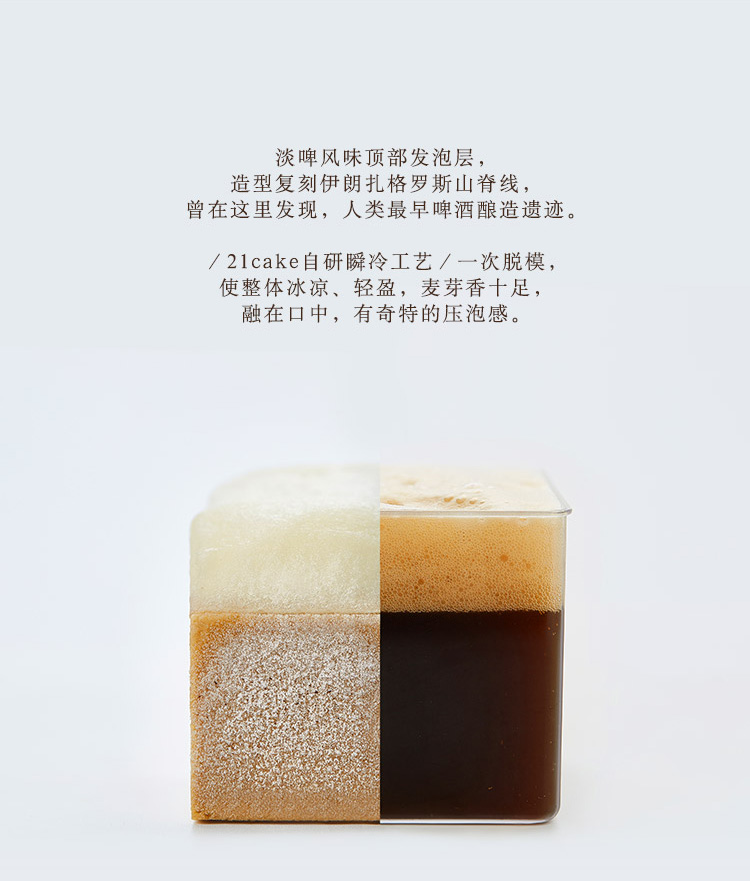 淡啤风味顶部发泡层，
造型复刻伊朗扎格罗斯山脊线，
曾在这里发现，人类最早啤酒酿造遗迹。
/ 21cake自研瞬冷工艺 / 一次脱模，
使整体冰凉、轻盈，麦芽香十足，
融在口中，有奇特的压泡感。